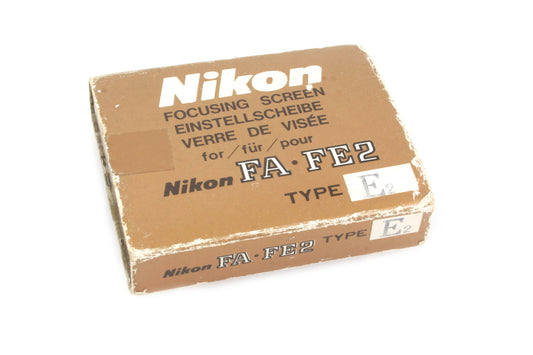 Nikon
FOCUSING SCREEN
EINSTELLSCHEIBE
VERRE DE VISÉE
for/für/pour
Nikon FA·FE2
TYPE E2
Nikon FA·FE2 TYPE E2